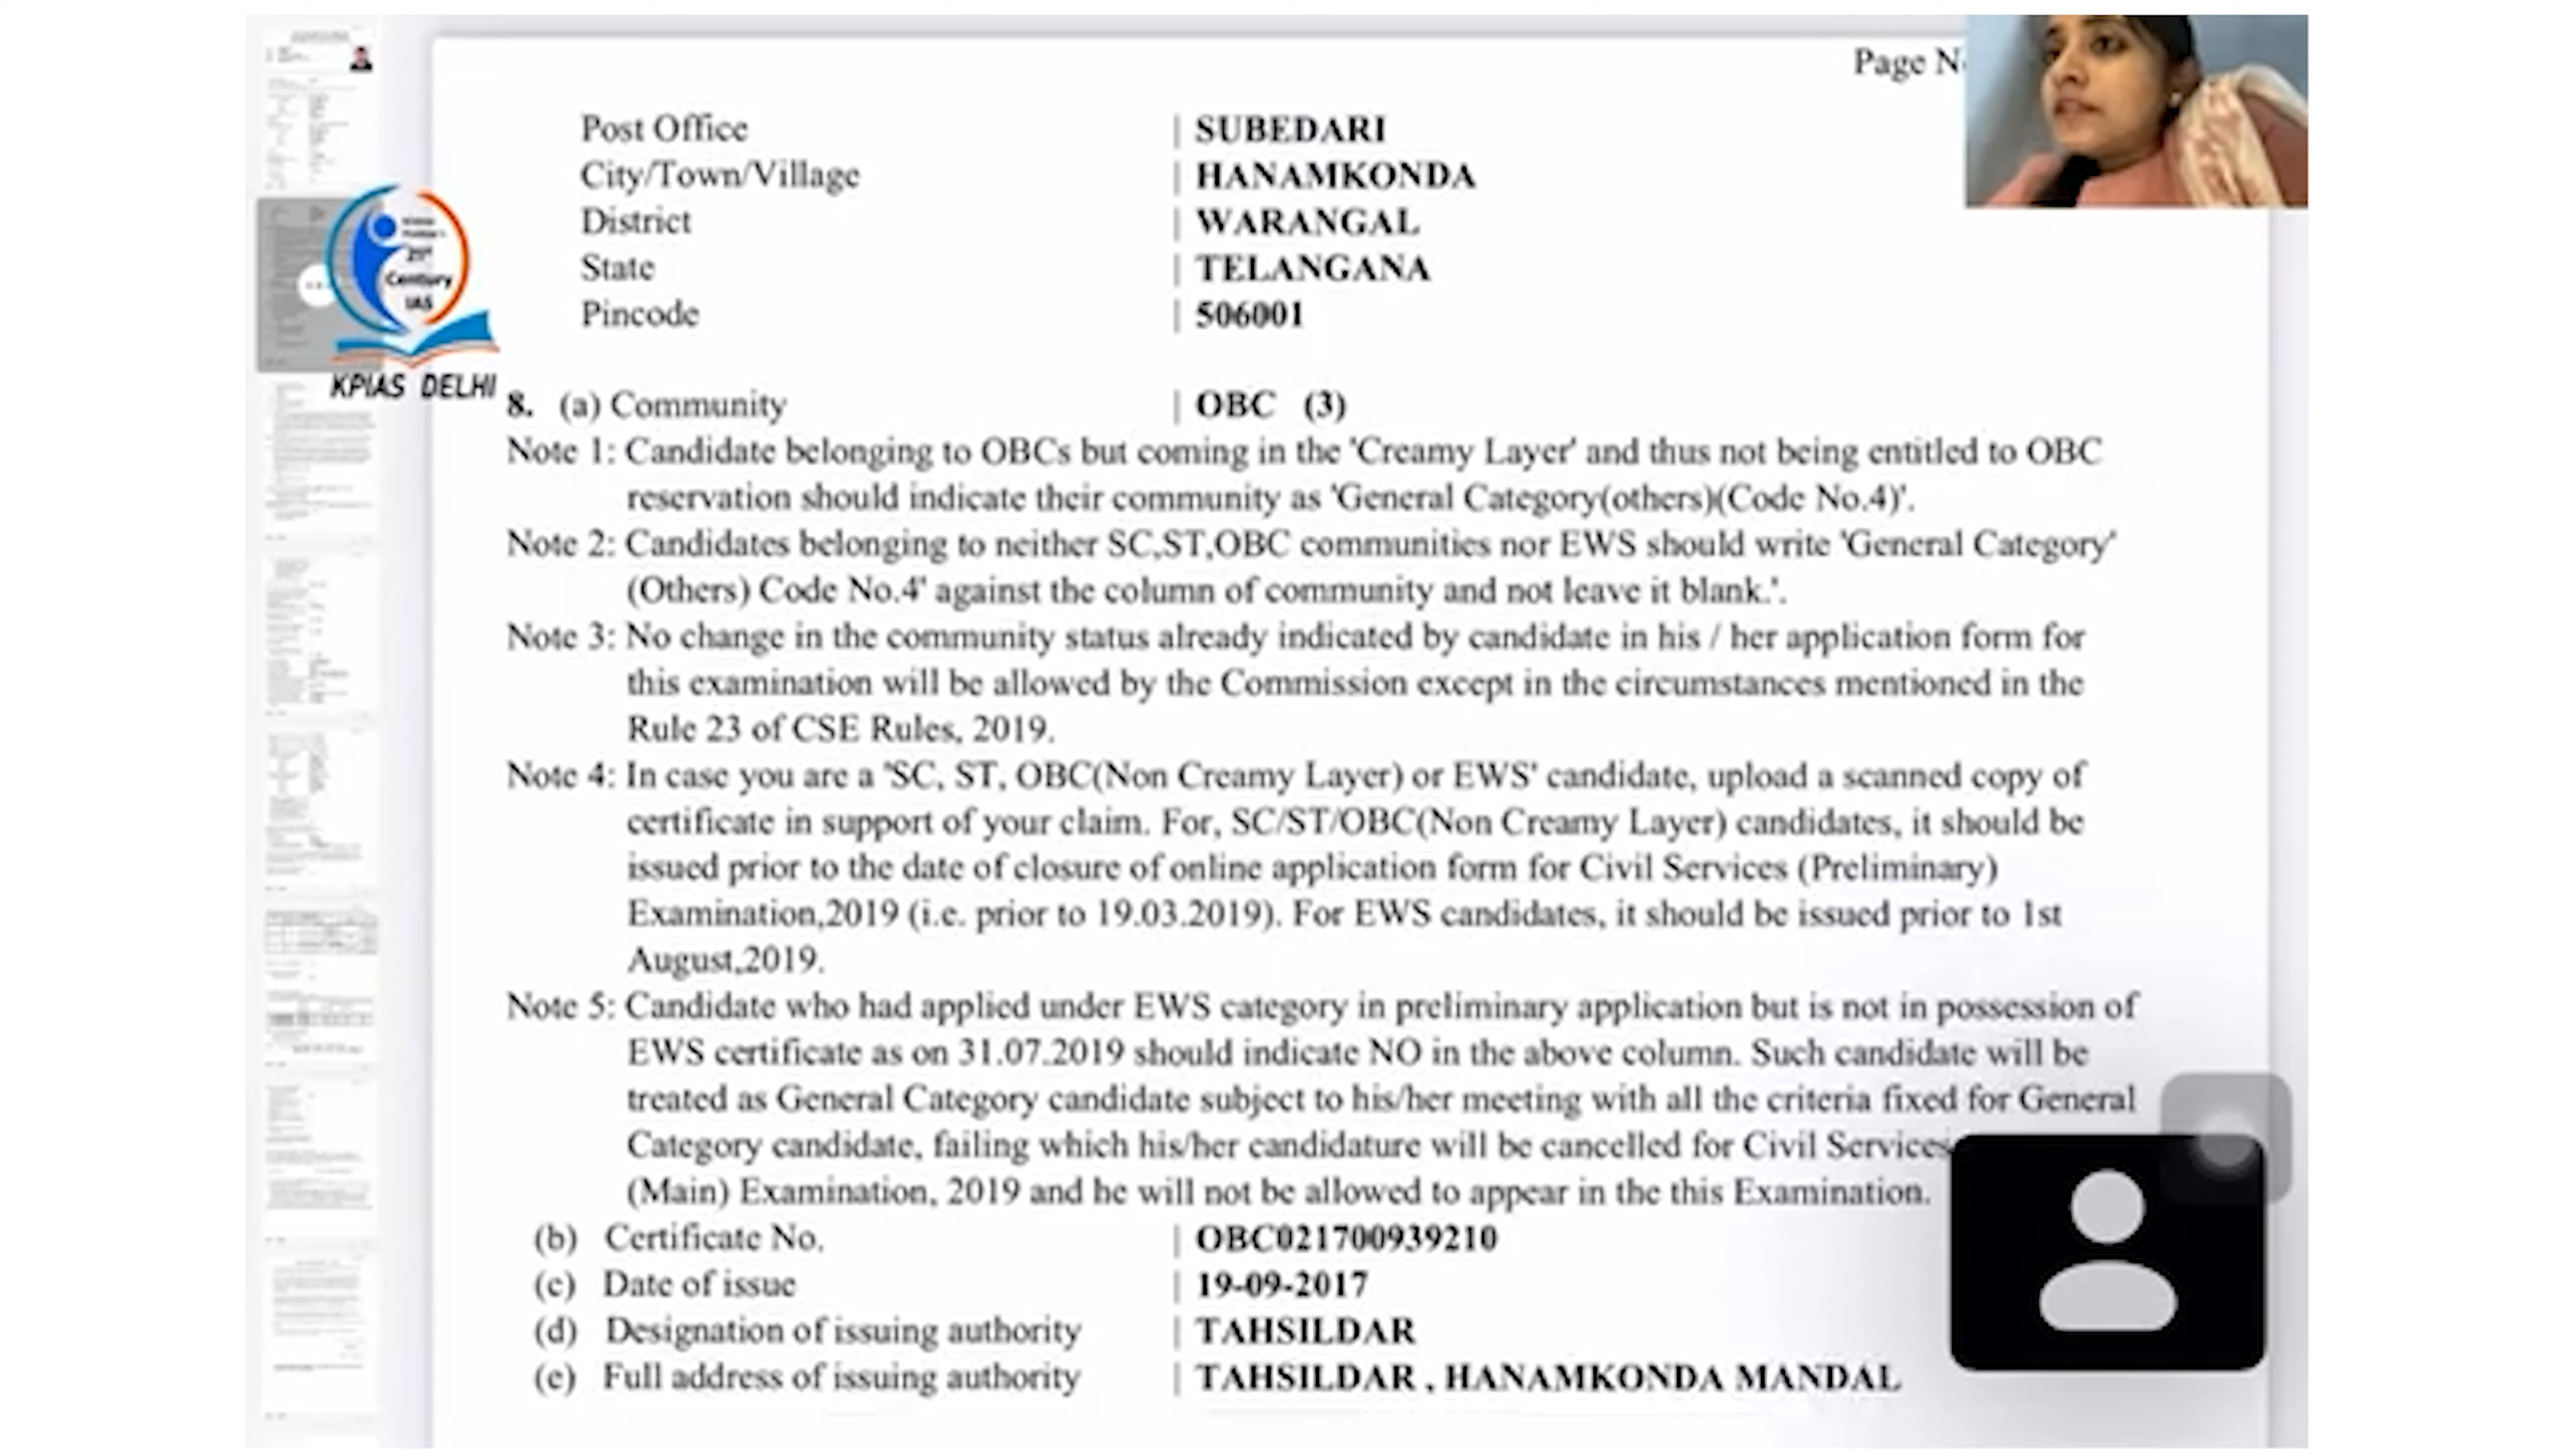 Page N
Post Office | SUBEDARI
City/Town/Village | HANAMKONDA
District | WARANGAL
State | TELANGANA
Pincode | 506001
21st
Century
IAS
KPIAS DELHI
8. (a) Community | OBC (3)
Note 1: Candidate belonging to OBCs but coming in the 'Creamy Layer' and thus not being entitled to OBC
reservation should indicate their community as 'General Category(others)(Code No.4)'.
Note 2: Candidates belonging to neither SC,ST,OBC communities nor EWS should write 'General Category'
(Others) Code No.4' against the column of community and not leave it blank.'.
Note 3: No change in the community status already indicated by candidate in his / her application form for
this examination will be allowed by the Commission except in the circumstances mentioned in the
Rule 23 of CSE Rules, 2019.
Note 4: In case you are a 'SC, ST, OBC(Non Creamy Layer) or EWS' candidate, upload a scanned copy of
certificate in support of your claim. For, SC/ST/OBC(Non Creamy Layer) candidates, it should be
issued prior to the date of closure of online application form for Civil Services (Preliminary)
Examination,2019 (i.e. prior to 19.03.2019). For EWS candidates, it should be issued prior to 1st
August,2019.
Note 5: Candidate who had applied under EWS category in preliminary application but is not in possession of
EWS certificate as on 31.07.2019 should indicate NO in the above column. Such candidate will be
treated as General Category candidate subject to his/her meeting with all the criteria fixed for General
Category candidate, failing which his/her candidature will be cancelled for Civil Services
(Main) Examination, 2019 and he will not be allowed to appear in the this Examination.
(b) Certificate No. | OBC021700939210
(c) Date of issue | 19-09-2017
(d) Designation of issuing authority | TAHSILDAR
(e) Full address of issuing authority | TAHSILDAR , HANAMKONDA MANDAL